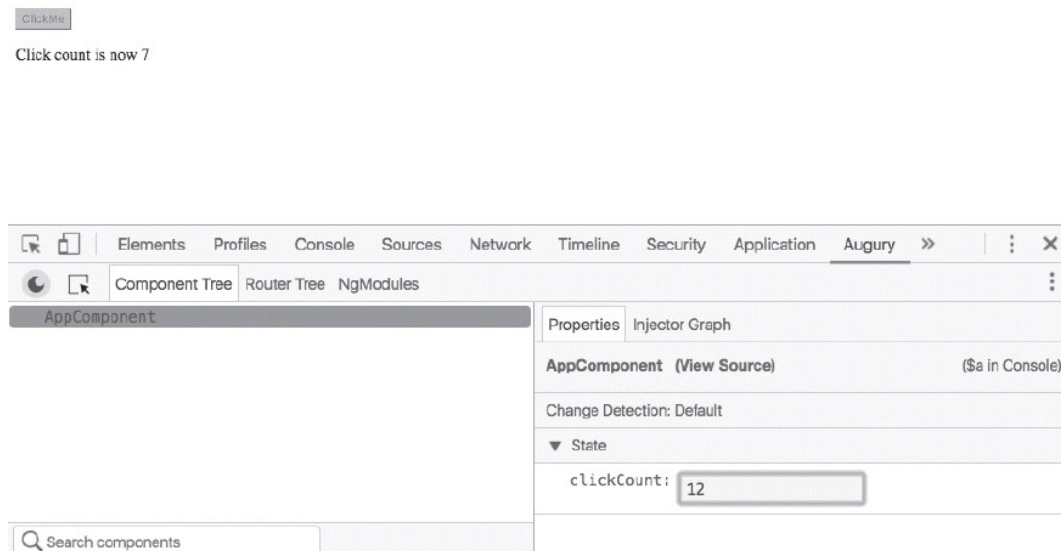 ClickMe
Click count is now 7
Elements Profiles Console Sources Network Timeline Security Application Augury »
Component Tree Router Tree NgModules
AppComponent
Properties Injector Graph
AppComponent (View Source) ($a in Console)
Change Detection: Default
▼ State
clickCount: 12
Search components